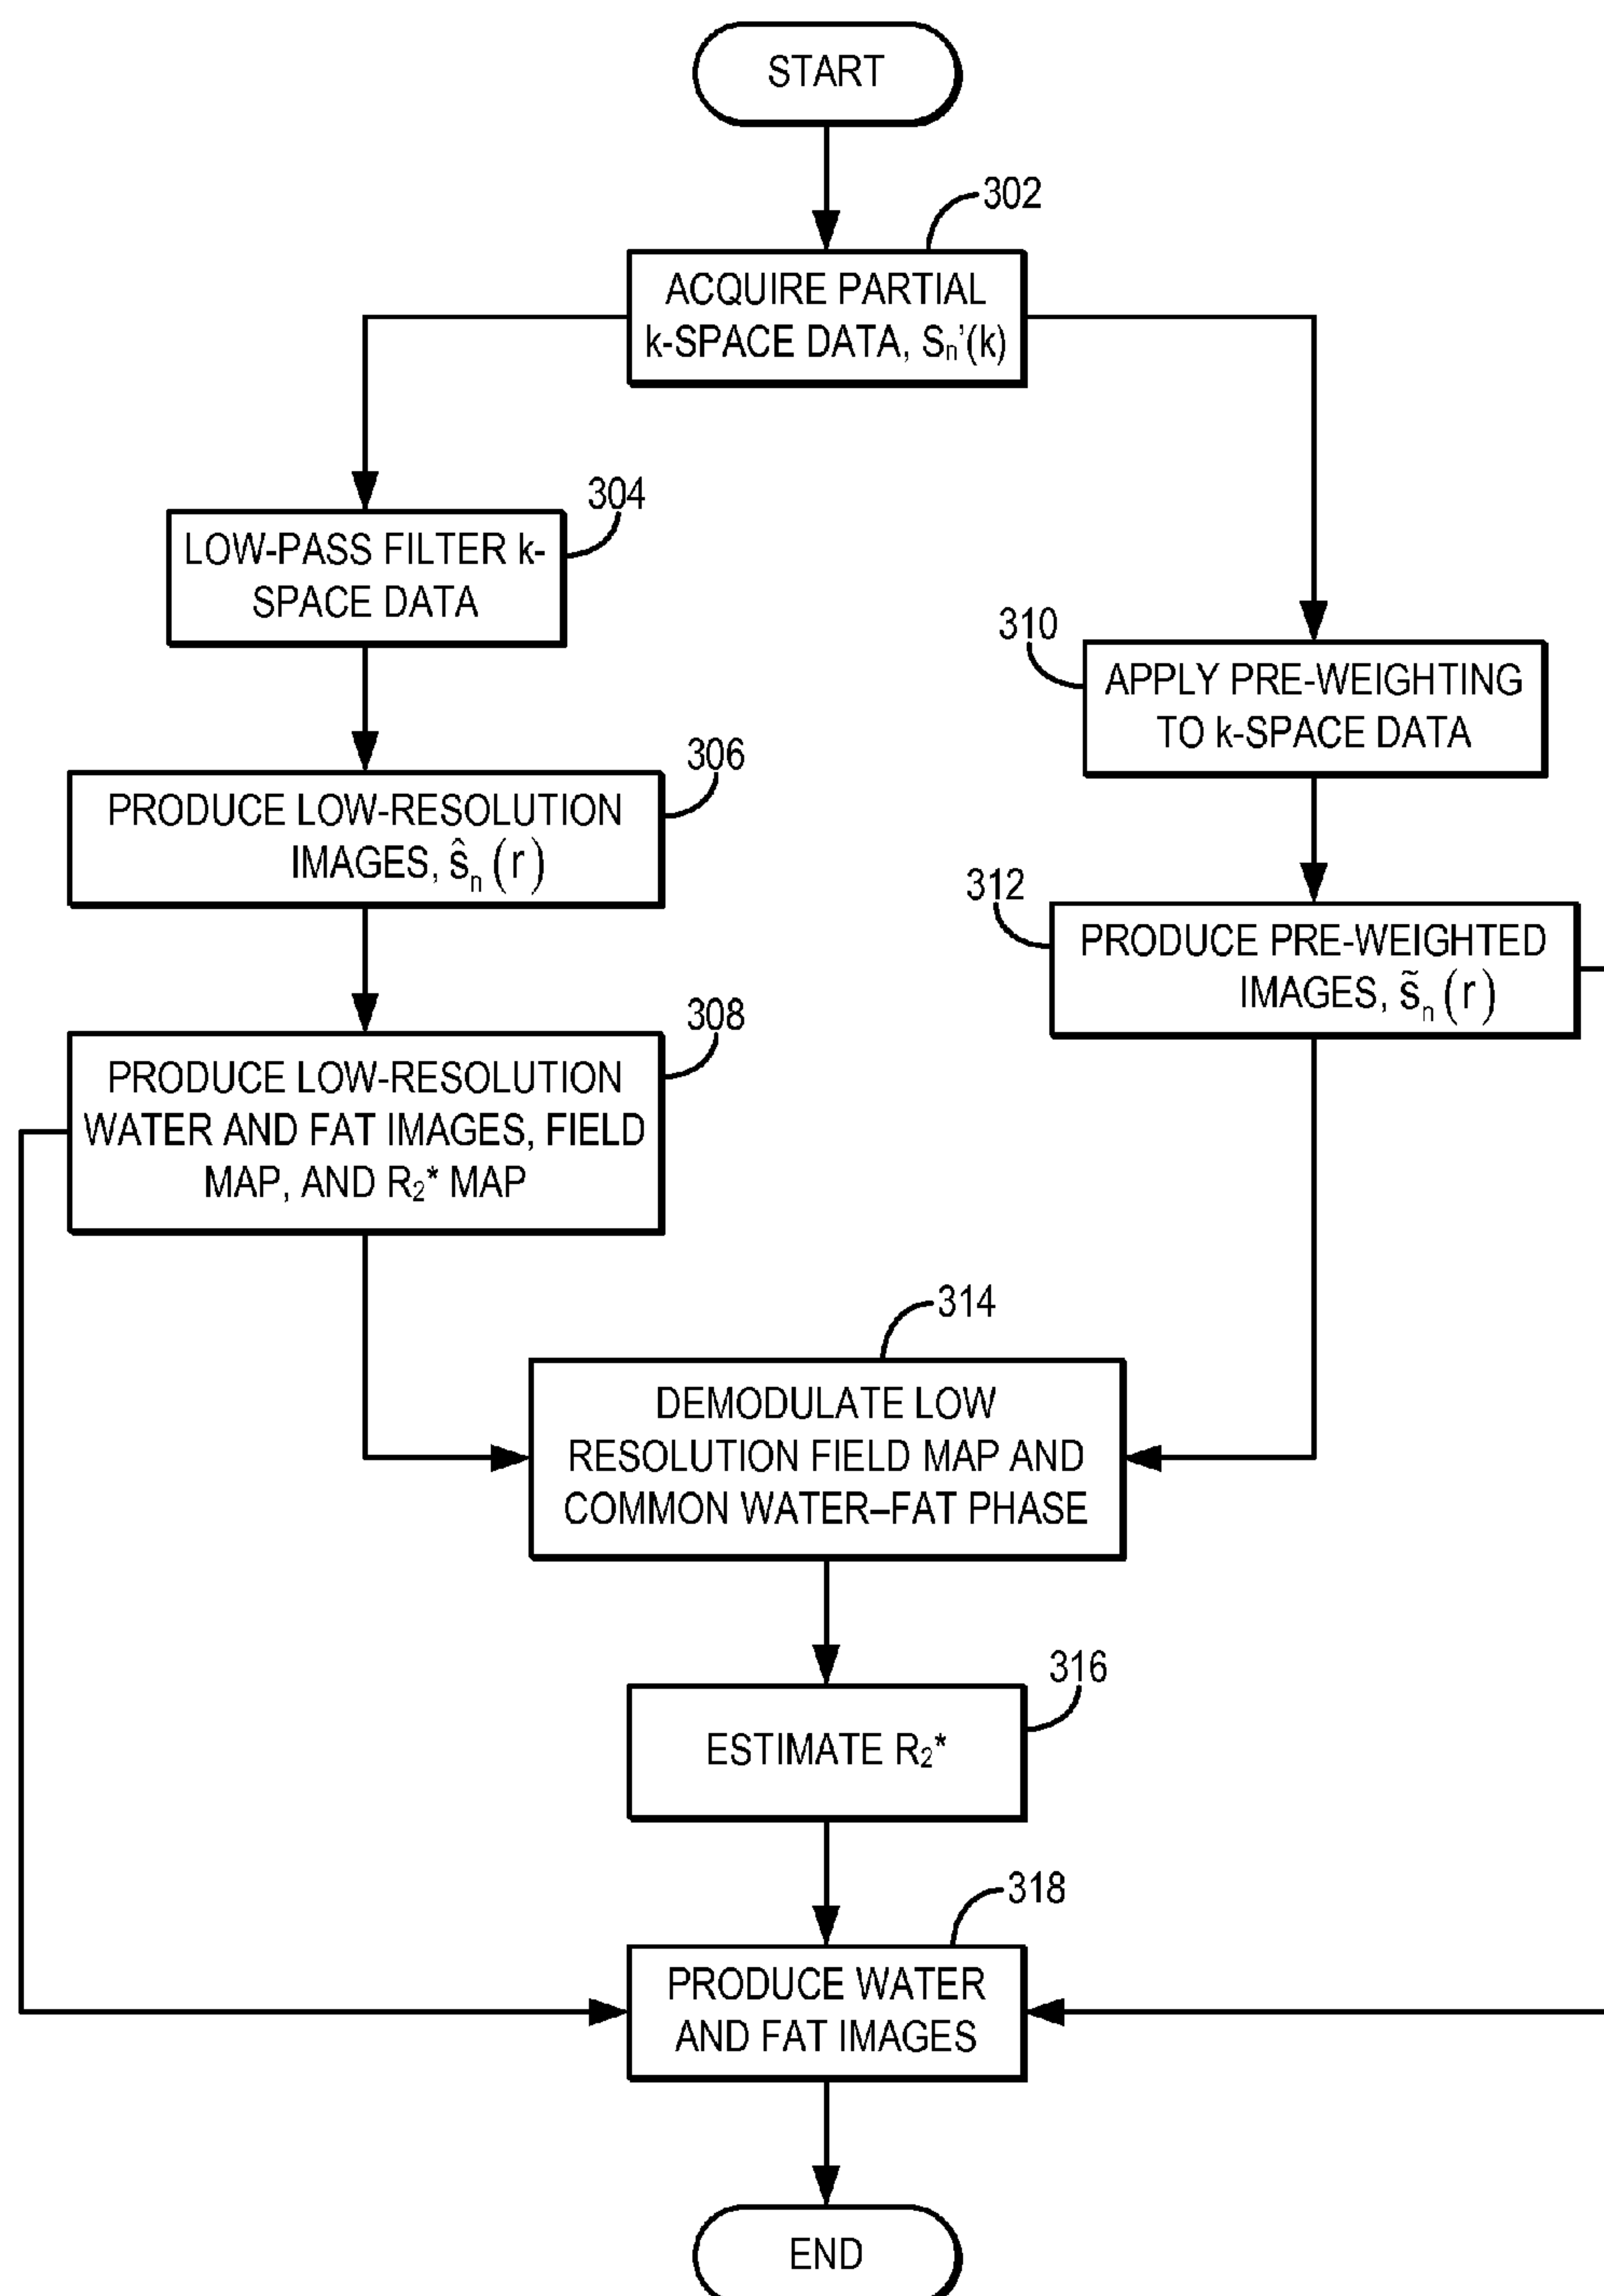 START
302
ACQUIRE PARTIAL
k-SPACE DATA, Sₙ'(k)
304
LOW-PASS FILTER k-
SPACE DATA
306
PRODUCE LOW-RESOLUTION
IMAGES, ŝₙ(r)
308
PRODUCE LOW-RESOLUTION
WATER AND FAT IMAGES, FIELD
MAP, AND R₂* MAP
310
APPLY PRE-WEIGHTING
TO k-SPACE DATA
312
PRODUCE PRE-WEIGHTED
IMAGES, s̃ₙ(r)
314
DEMODULATE LOW
RESOLUTION FIELD MAP AND
COMMON WATER–FAT PHASE
316
ESTIMATE R₂*
318
PRODUCE WATER
AND FAT IMAGES
END